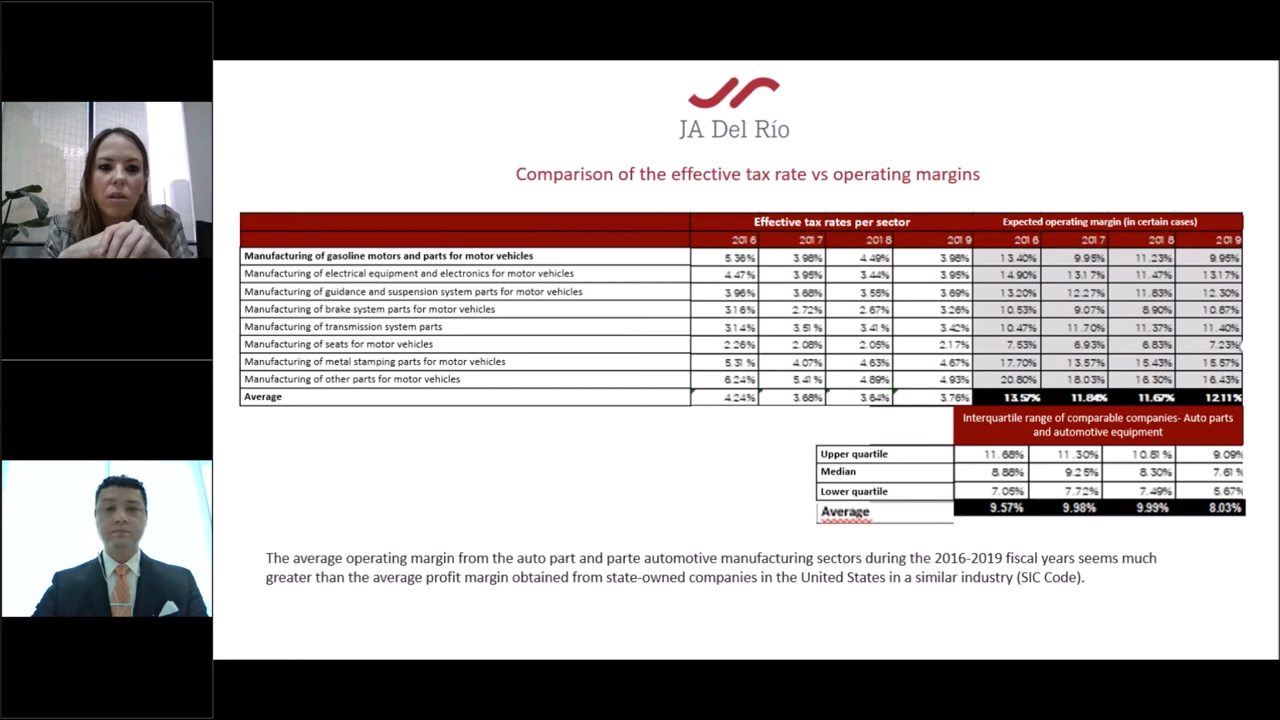 JA Del Río
Comparison of the effective tax rate vs operating margins
Effective tax rates per sector Expected operating margin (in certain cases)
2016 2017 2018 2019 2016 2017 2018 2019
Manufacturing of gasoline motors and parts for motor vehicles 5.36% 3.98% 4.49% 3.98% 13.40% 9.95% 11.23% 9.95%
Manufacturing of electrical equipment and electronics for motor vehicles 4.47% 3.95% 3.44% 3.95% 14.90% 13.17% 11.47% 13.17%
Manufacturing of guidance and suspension system parts for motor vehicles 3.96% 3.68% 3.55% 3.69% 13.20% 12.27% 11.83% 12.30%
Manufacturing of brake system parts for motor vehicles 3.16% 2.72% 2.67% 3.26% 10.53% 9.07% 8.90% 10.87%
Manufacturing of transmission system parts 3.14% 3.51% 3.41% 3.42% 10.47% 11.70% 11.37% 11.40%
Manufacturing of seats for motor vehicles 2.26% 2.08% 2.05% 2.17% 7.53% 6.93% 6.83% 7.23%
Manufacturing of metal stamping parts for motor vehicles 5.31% 4.07% 4.63% 4.67% 17.70% 13.57% 15.43% 15.57%
Manufacturing of other parts for motor vehicles 6.24% 5.41% 4.89% 4.93% 20.80% 18.03% 16.30% 16.43%
Average 4.24% 3.68% 3.64% 3.76% 13.57% 11.84% 11.67% 12.11%
Interquartile range of comparable companies- Auto parts
and automotive equipment
Upper quartile 11.68% 11.30% 10.81% 9.09%
Median 8.88% 9.25% 8.30% 7.61%
Lower quartile 7.05% 7.72% 7.49% 5.67%
Average 9.57% 9.98% 9.99% 8.03%
The average operating margin from the auto part and parte automotive manufacturing sectors during the 2016-2019 fiscal years seems much
greater than the average profit margin obtained from state-owned companies in the United States in a similar industry (SIC Code).